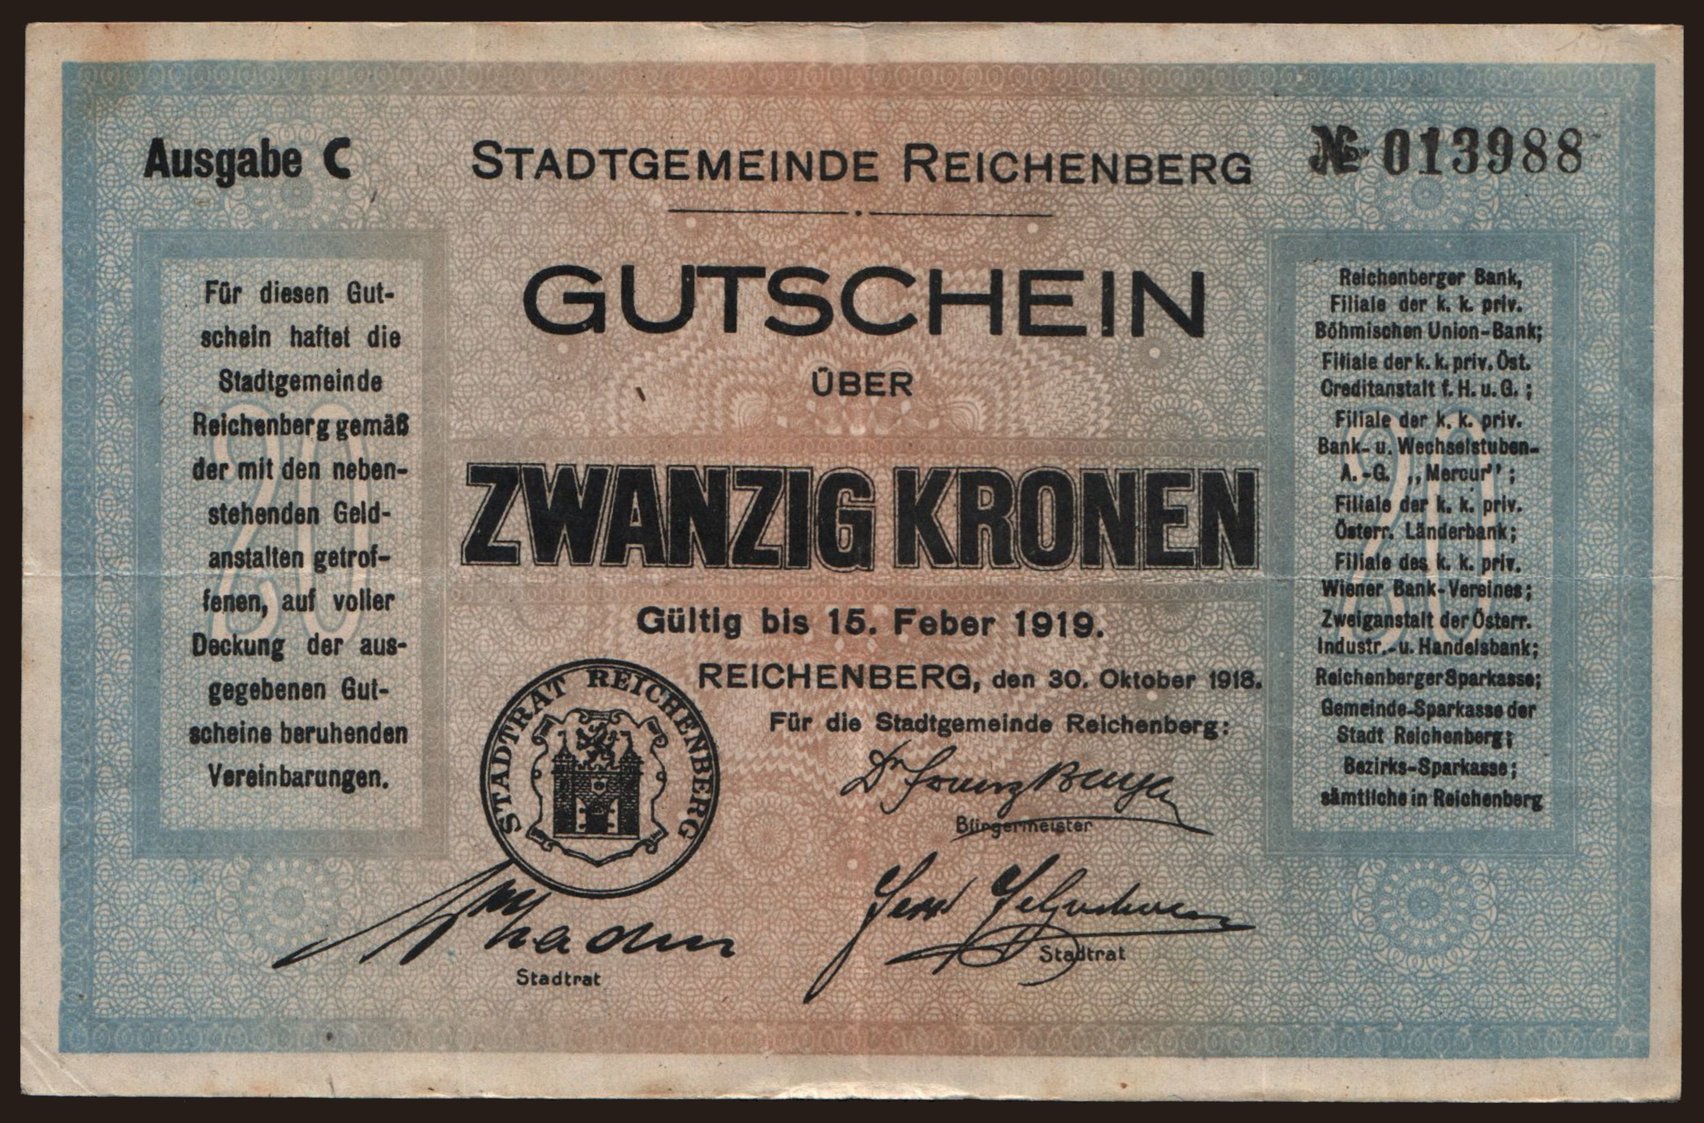 Ausgabe C
STADTGEMEINDE REICHENBERG
№ 013988
GUTSCHEIN
ÜBER
ZWANZIG KRONEN
Gültig bis 15. Feber 1919.
REICHENBERG, den 30. Oktober 1918.
Für die Stadtgemeinde Reichenberg:
Dr Franz
Bürgermeister
Stadtrat
Stadtrat
STADTRAT REICHENBERG
Für diesen Gut-
schein haftet die
Stadtgemeinde
Reichenberg gemäß
der mit den neben-
stehenden Geld-
anstalten getrof-
fenen, auf voller
Deckung der aus-
gegebenen Gut-
scheine beruhenden
Vereinbarungen.
20
Reichenberger Bank,
Filiale der k. k. priv.
Böhmischen Union-Bank;
Filiale der k. k. priv. Öst.
Creditanstalt f. H. u. G.;
Filiale der k. k. priv.
Bank- u. Wechselstuben-
A.-G. ,,Mercur";
Filiale der k. k. priv.
Österr. Länderbank;
Filiale des k. k. priv.
Wiener Bank-Vereines;
Zweiganstalt der Österr.
Industr.- u. Handelsbank;
Reichenberger Sparkasse;
Gemeinde-Sparkasse der
Stadt Reichenberg;
Bezirks-Sparkasse;
sämtliche in Reichenberg
20